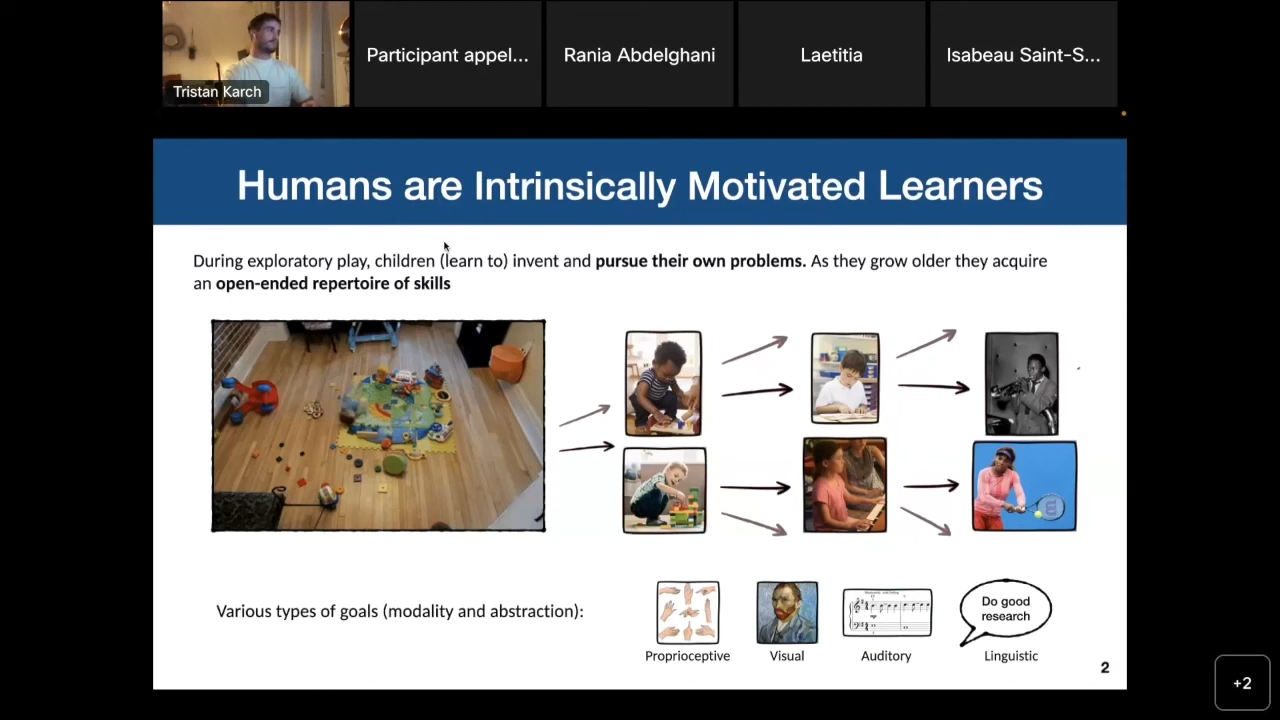 Tristan Karch
Participant appel...
Rania Abdelghani
Laetitia
Isabeau Saint-S...
Humans are Intrinsically Motivated Learners
During exploratory play, children (learn to) invent and pursue their own problems. As they grow older they acquire
an open-ended repertoire of skills
Various types of goals (modality and abstraction):
Do good
research
Proprioceptive
Visual
Auditory
Linguistic
2
+2